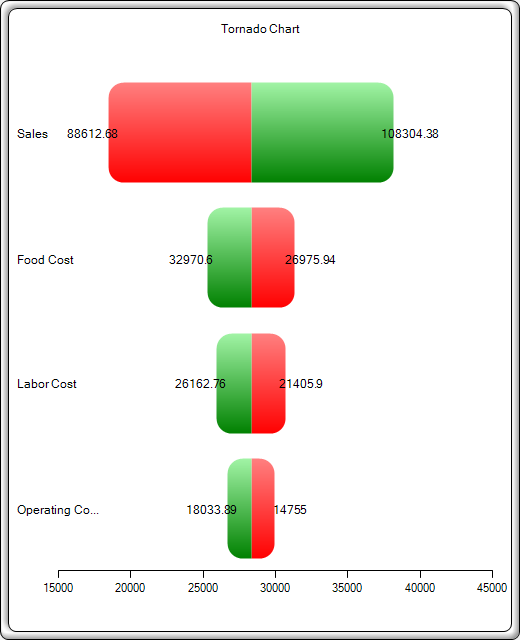 Tornado Chart
Sales 88612.68 108304.38
Food Cost 32970.6 26975.94
Labor Cost 26162.76 21405.9
Operating Co... 18033.89 14755
15000 20000 25000 30000 35000 40000 45000